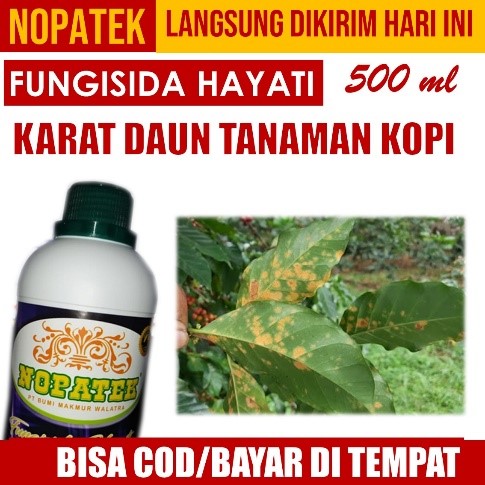 NOPATEK
LANGSUNG DIKIRIM HARI INI
FUNGISIDA HAYATI
500 ml
KARAT DAUN TANAMAN KOPI
NOPATEK
PT BUMI MAKMUR WALATRA
BISA COD/BAYAR DI TEMPAT